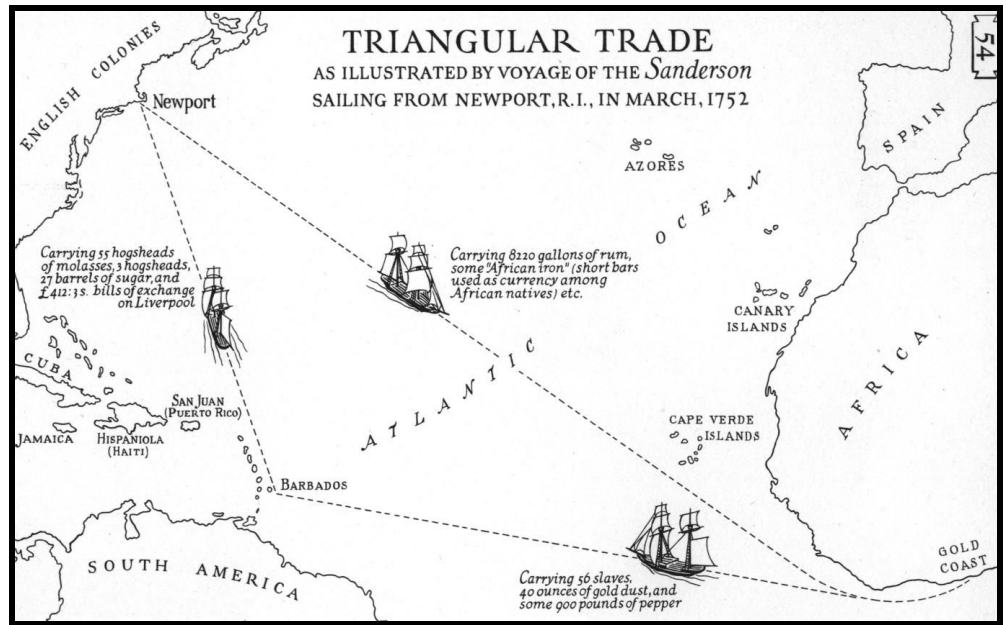 TRIANGULAR TRADE
AS ILLUSTRATED BY VOYAGE OF THE Sanderson
SAILING FROM NEWPORT, R.I., IN MARCH, 1752
54
ENGLISH COLONIES
Newport
SPAIN
AZORES
OCEAN
Carrying 55 hogsheads
of molasses, 3 hogsheads,
27 barrels of sugar, and
£412:3s. bills of exchange
on Liverpool
Carrying 8220 gallons of rum,
some "African iron" (short bars
used as currency among
African natives) etc.
CANARY
ISLANDS
ATLANTIC
AFRICA
CUBA
SAN JUAN
(PUERTO RICO)
JAMAICA
HISPANIOLA
(HAITI)
CAPE VERDE
ISLANDS
BARBADOS
SOUTH AMERICA
GOLD
COAST
Carrying 56 slaves,
40 ounces of gold dust, and
some 900 pounds of pepper